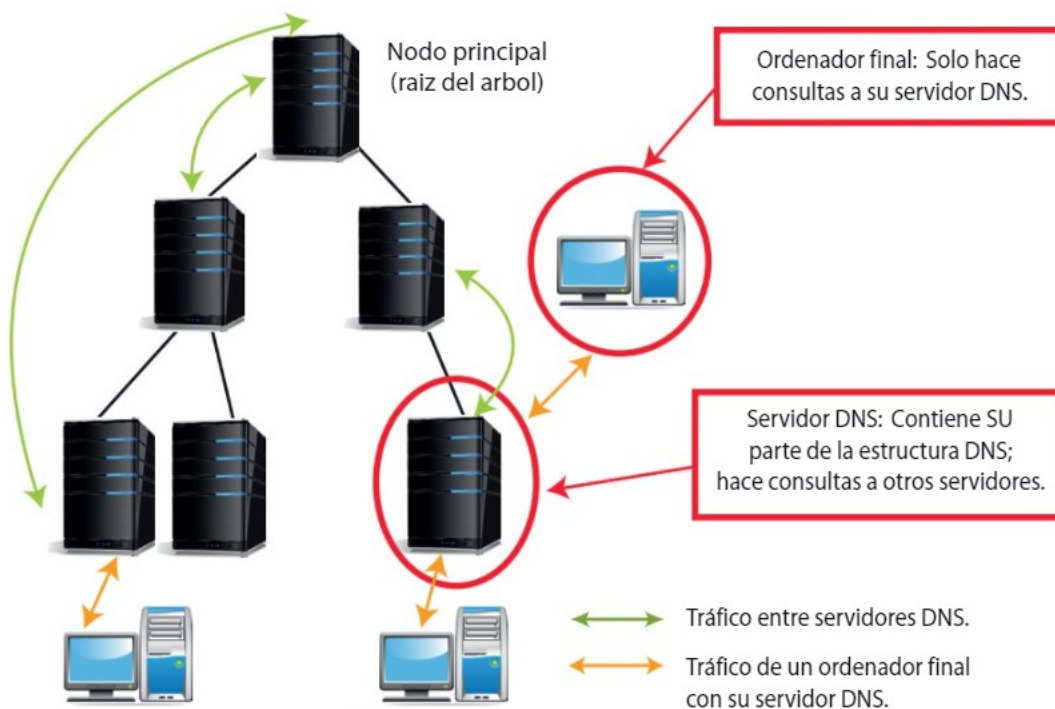 Nodo principal
(raiz del arbol)
Ordenador final: Solo hace
consultas a su servidor DNS.
Servidor DNS: Contiene SU
parte de la estructura DNS;
hace consultas a otros servidores.
Tráfico entre servidores DNS.
Tráfico de un ordenador final
con su servidor DNS.